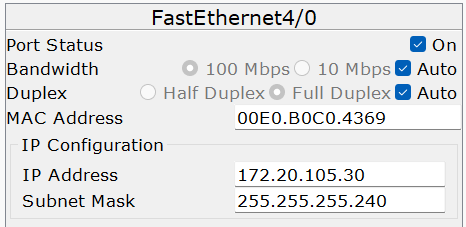 FastEthernet4/0
Port Status On
Bandwidth 100 Mbps 10 Mbps Auto
Duplex Half Duplex Full Duplex Auto
MAC Address 00E0.B0C0.4369
IP Configuration
IP Address 172.20.105.30
Subnet Mask 255.255.255.240